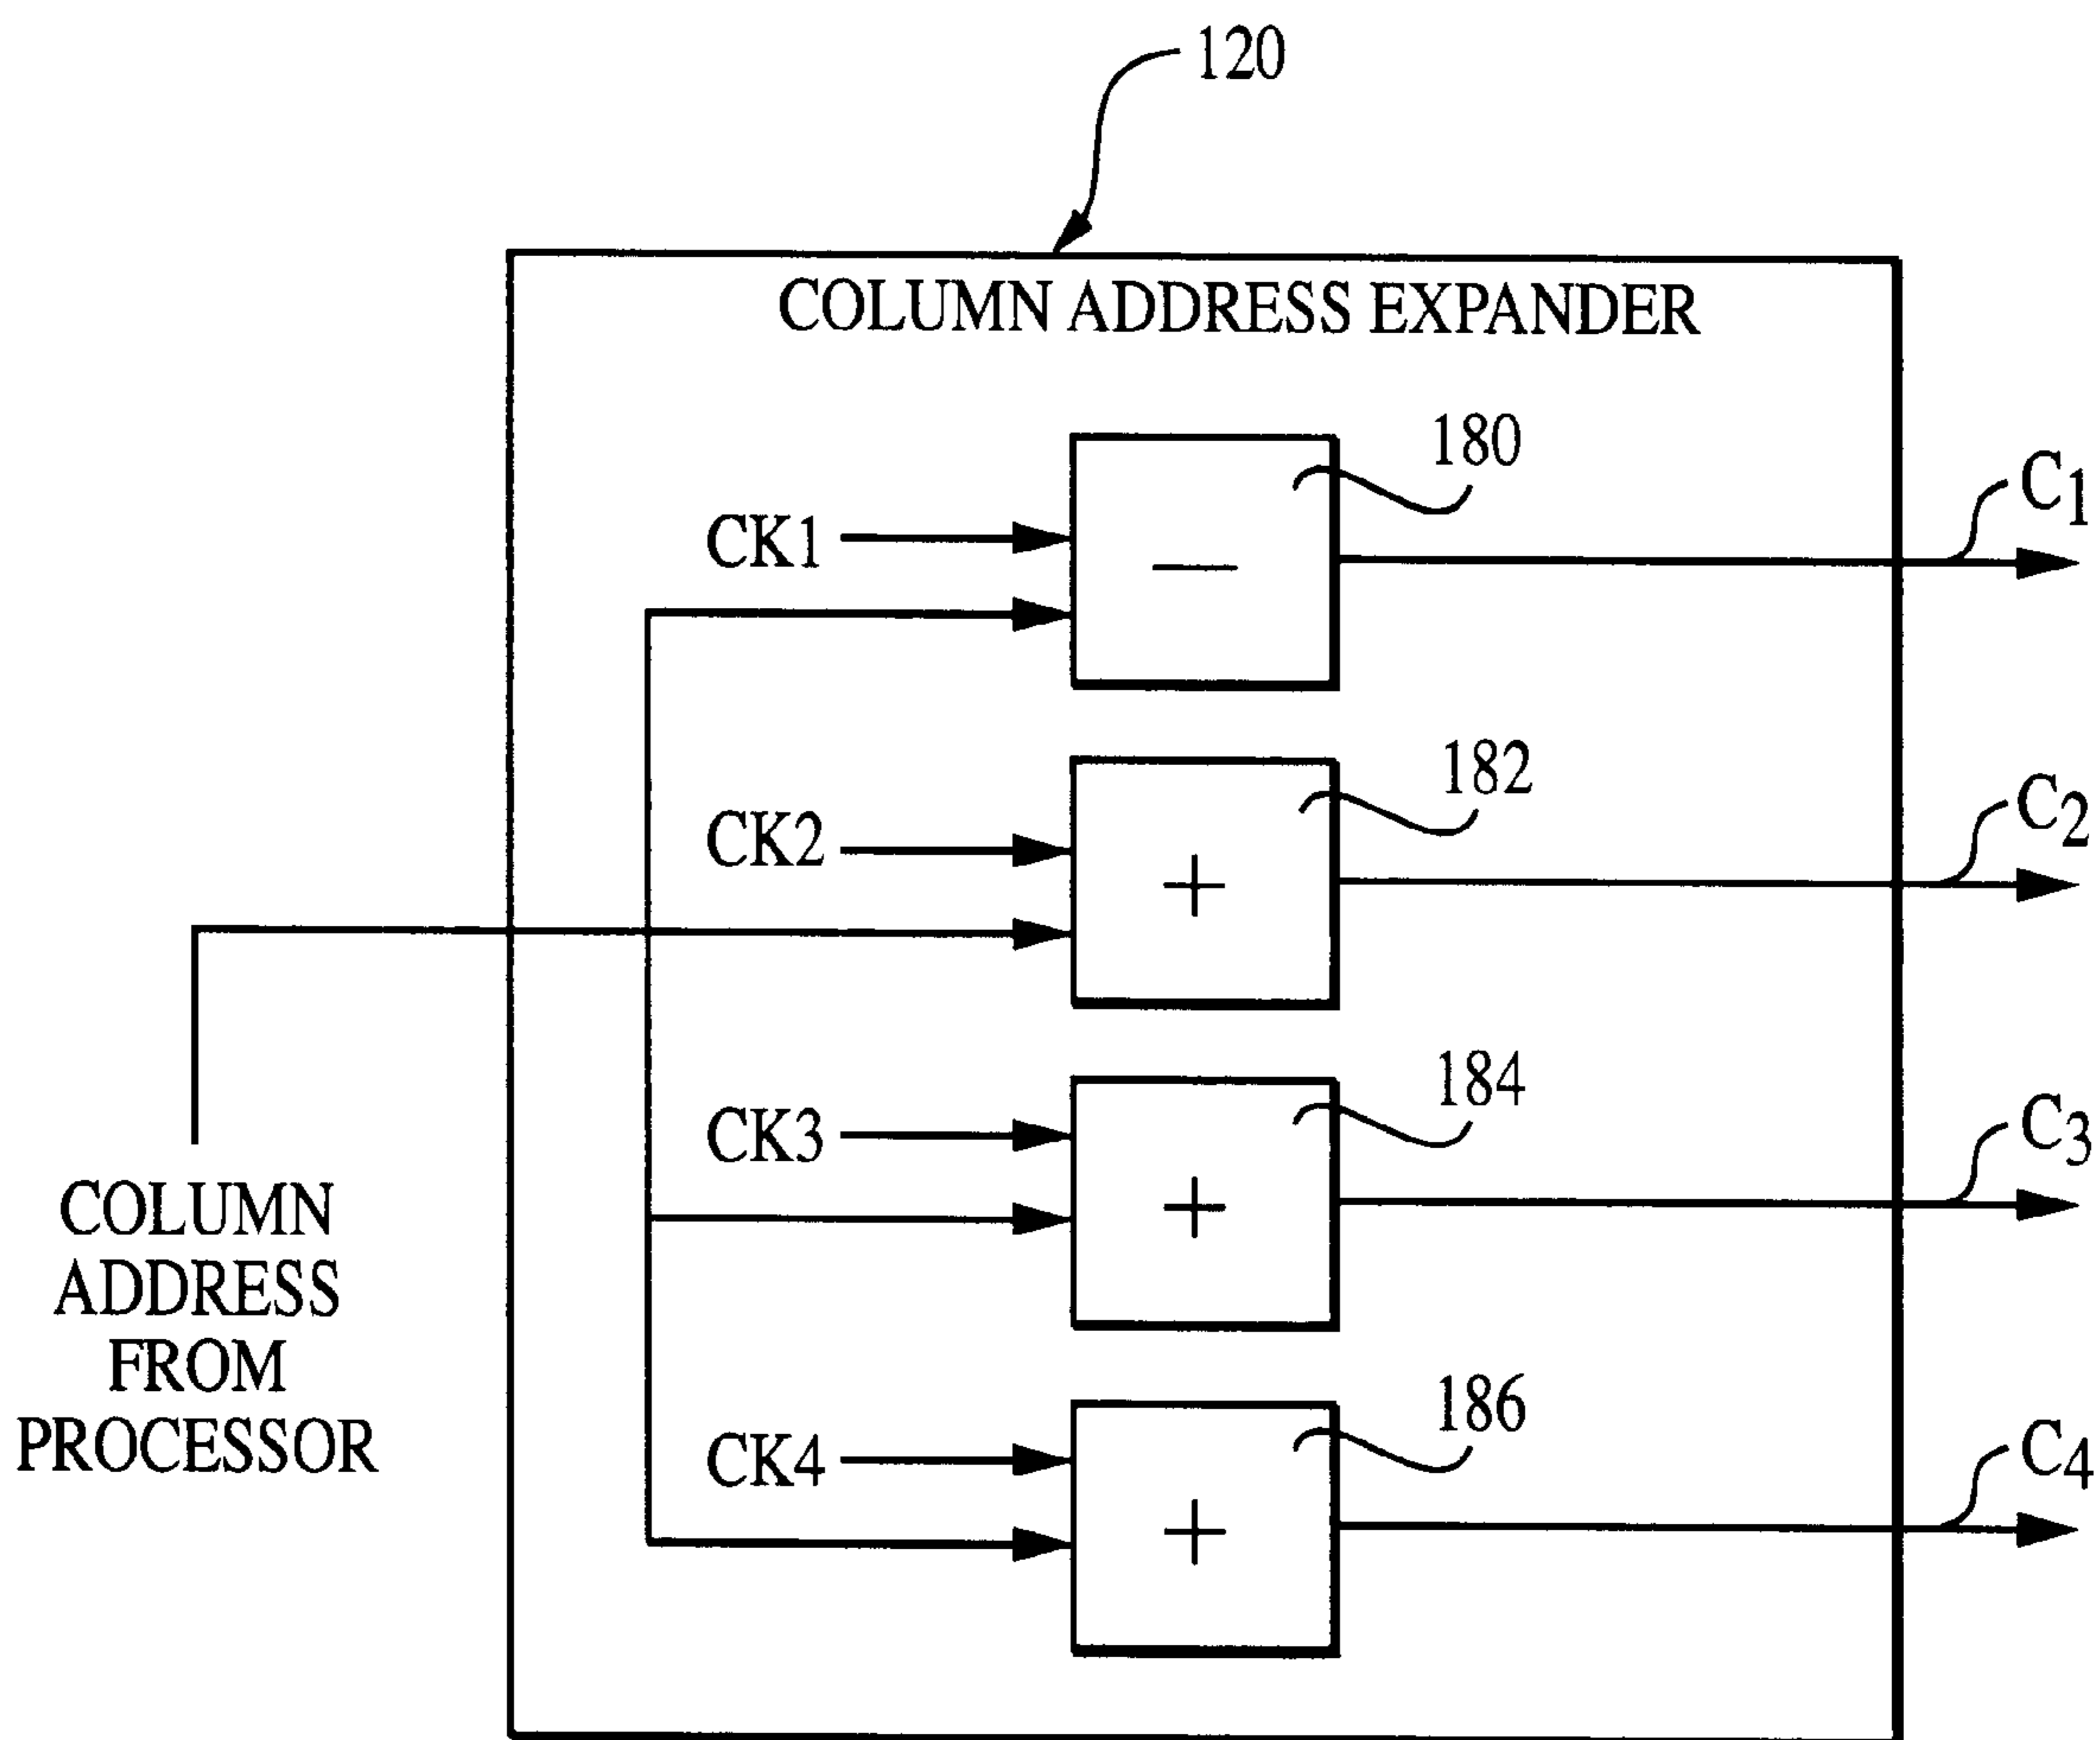 120
COLUMN ADDRESS EXPANDER
180
C1
CK1
–
182
C2
CK2
+
184
C3
CK3
+
COLUMN
ADDRESS
FROM
PROCESSOR
186
C4
CK4
+